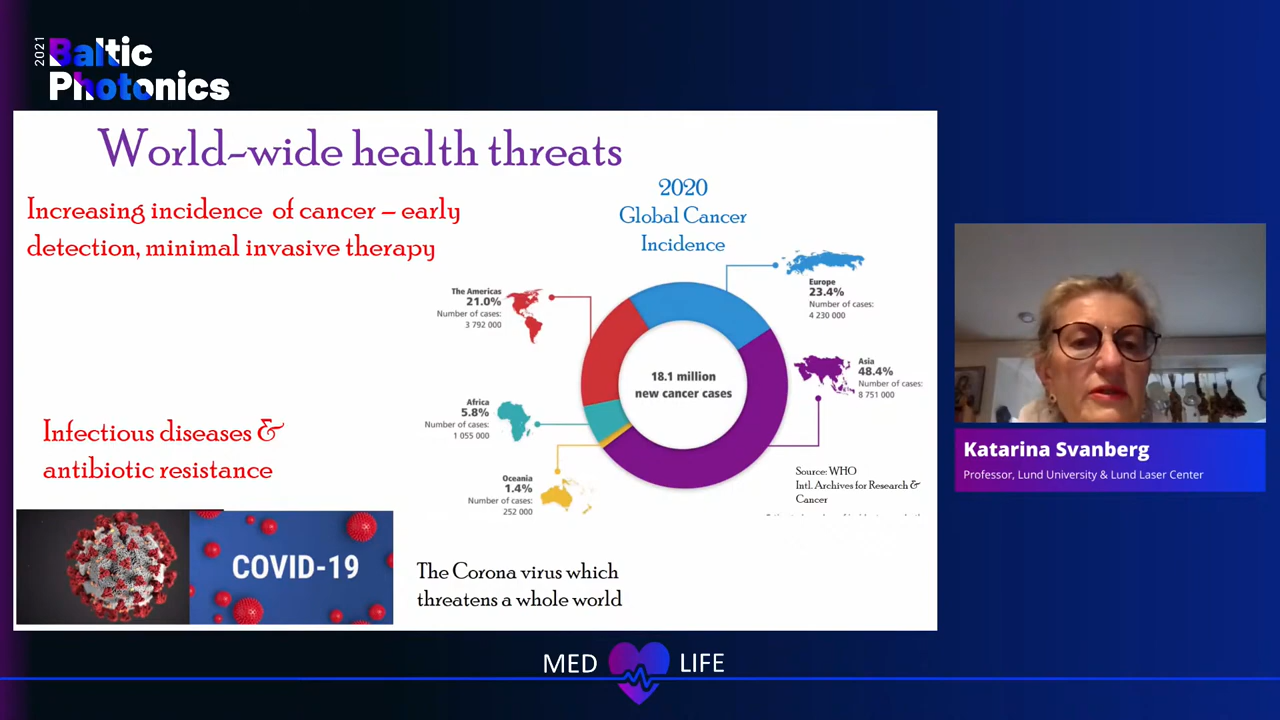 2021
Baltic
Photonics
World-wide health threats
Increasing incidence of cancer – early
detection, minimal invasive therapy
2020
Global Cancer
Incidence
The Americas
21.0%
Number of cases:
3 792 000
Europe
23.4%
Number of cases:
4 230 000
18.1 million
new cancer cases
Asia
48.4%
Number of cases:
8 751 000
Africa
5.8%
Number of cases:
1 055 000
Oceania
1.4%
Number of cases:
252 000
Source: WHO
Intl. Archives for Research &
Cancer
Infectious diseases &
antibiotic resistance
COVID-19
The Corona virus which
threatens a whole world
Katarina Svanberg
Professor, Lund University & Lund Laser Center
MED LIFE